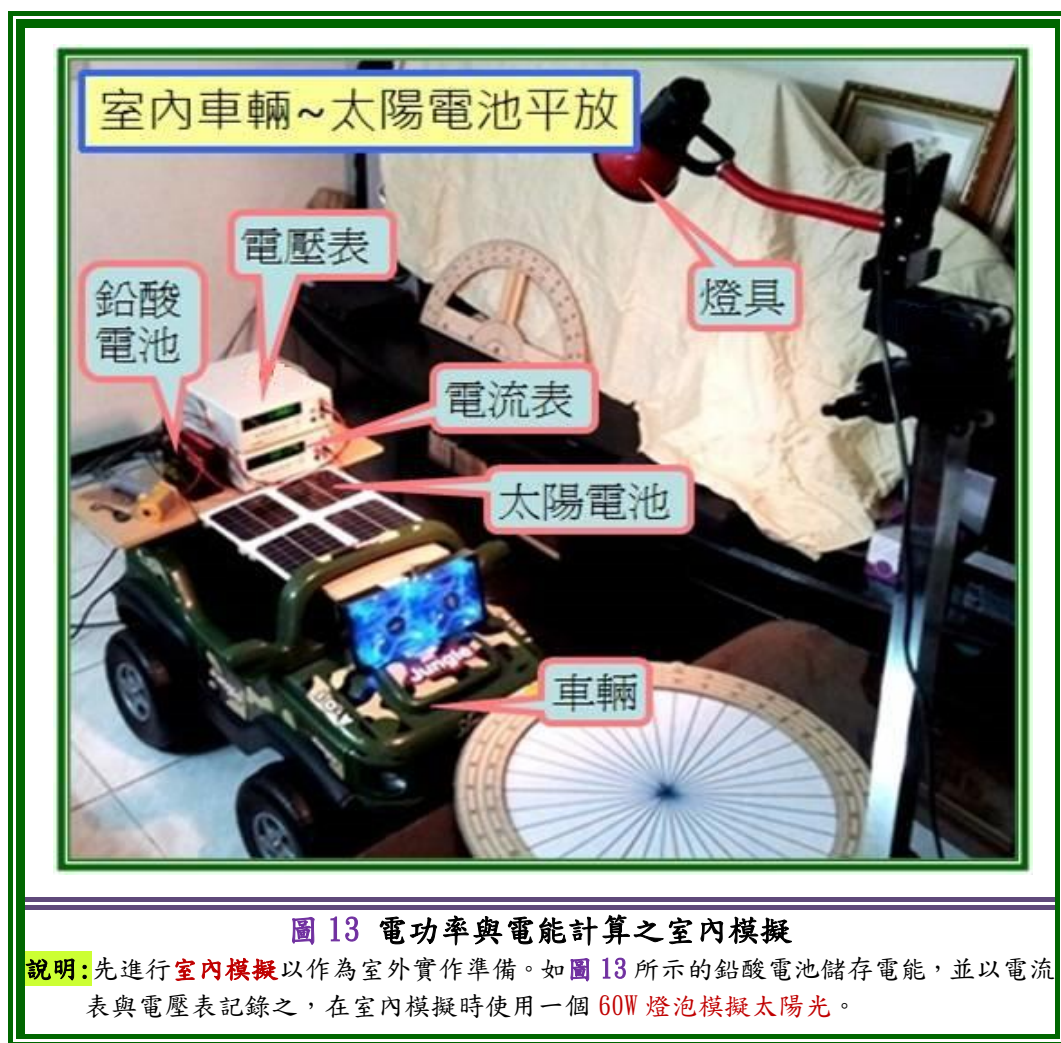 室內車輛~太陽電池平放
電壓表
鉛酸
電池
燈具
電流表
太陽電池
Jungle
車輛
圖 13 電功率與電能計算之室內模擬
說明:先進行室內模擬以作為室外實作準備。如圖 13 所示的鉛酸電池儲存電能，並以電流
表與電壓表記錄之，在室內模擬時使用一個 60W 燈泡模擬太陽光。